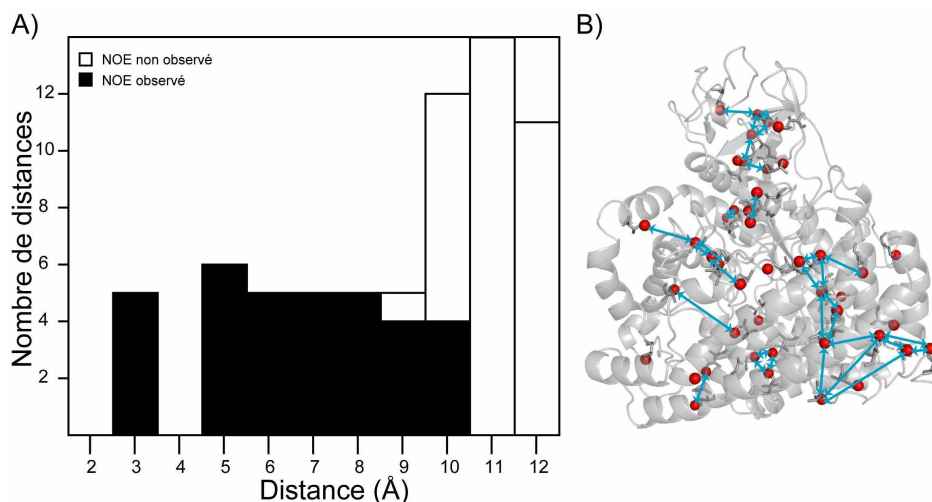 A)
B)
NOE non observé
NOE observé
Nombre de distances
12
10
8
6
4
2
2 3 4 5 6 7 8 9 10 11 12
Distance (Å)